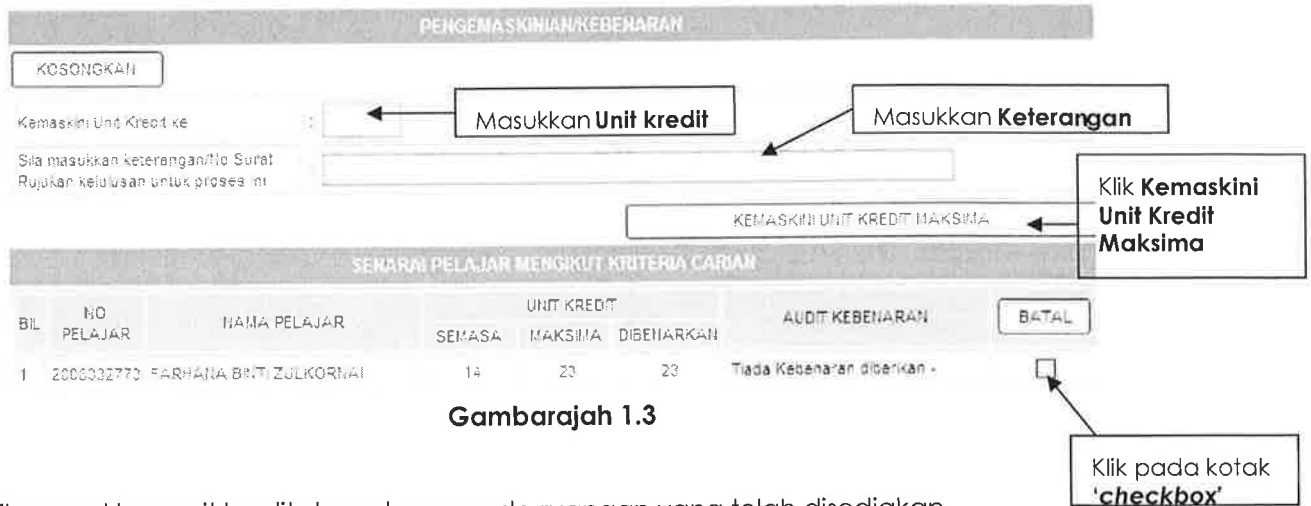 PENGEMASKINIAN/KEBENARAN
KOSONGKAN
Kemaskini Unit Kredit ke :
Masukkan Unit kredit
Masukkan Keterangan
Sila masukkan keterangan/No Surat
Rujukan kelulusan untuk proses ini
Klik Kemaskini
Unit Kredit
Maksima
KEMASKINI UNIT KREDIT MAKSIMA
SENARAI PELAJAR MENGIKUT KRITERIA CARIAN
BIL NO PELAJAR NAMA PELAJAR UNIT KREDIT AUDIT KEBENARAN BATAL
SEMASA MAKSIMA DIBENARKAN
1 FARHANA BINTI ZULKORNAI 14 23 23 Tiada Kebenaran diberikan -
Gambarajah 1.3
Klik pada kotak
'checkbox'